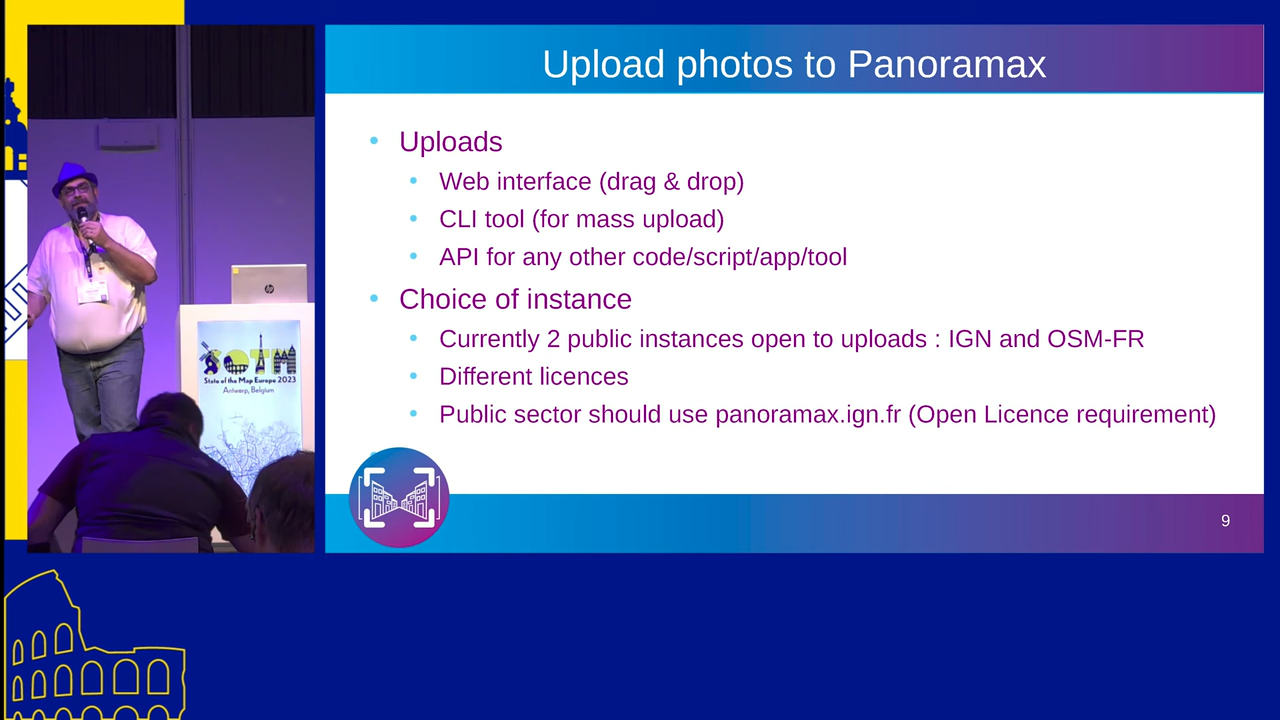 Upload photos to Panoramax
Uploads
Web interface (drag & drop)
CLI tool (for mass upload)
API for any other code/script/app/tool
Choice of instance
Currently 2 public instances open to uploads : IGN and OSM-FR
Different licences
Public sector should use panoramax.ign.fr (Open Licence requirement)
9
hp
SOTM
State of the Map Europe 2023
Antwerp, Belgium